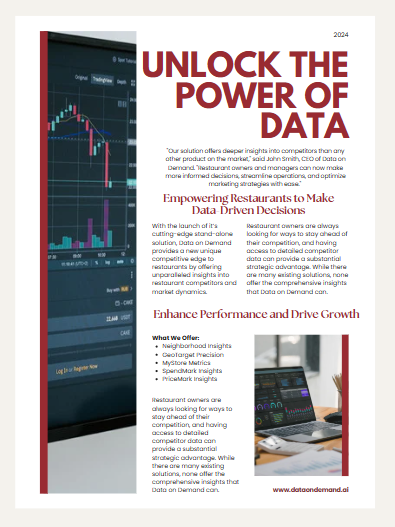 2024
UNLOCK THE
POWER OF
DATA
"Our solution offers deeper insights into competitors than any
other product on the market," said John Smith, CEO of Data on
Demand. "Restaurant owners and managers can now make
more informed decisions, streamline operations, and optimize
marketing strategies with ease."
Empowering Restaurants to Make
Data-Driven Decisions
With the launch of it's
cutting-edge stand-alone
solution, Data on Demand
provides a new unique
competitive edge to
restaurants by offering
unparalleled insights into
restaurant competitors and
market dynamics.
Restaurant owners are always
looking for ways to stay ahead of
their competition, and having
access to detailed competitor
data can provide a substantial
strategic advantage. While there
are many existing solutions, none
offer the comprehensive insights
that Data on Demand can.
Enhance Performance and Drive Growth
What We Offer:
Neighborhood Insights
GeoTarget Precision
MyStore Metrics
SpendMark Insights
PriceMark Insights
Restaurant owners are
always looking for ways to
stay ahead of their
competition, and having
access to detailed
competitor data can
provide a substantial
strategic advantage. While
there are many existing
solutions, none offer the
comprehensive insights that
Data on Demand can.
www.dataondemand.ai
Original
TradingView
Depth
Log In or Register Now